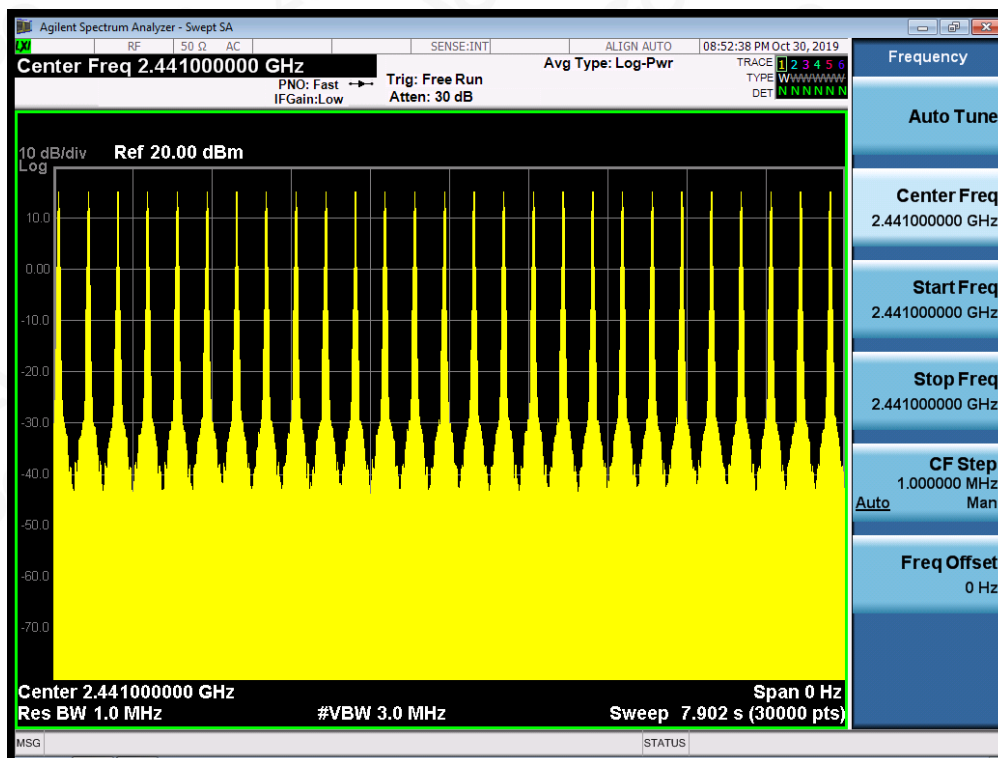 Agilent Spectrum Analyzer - Swept SA
LXI RF 50 Ω AC SENSE:INT ALIGN AUTO 08:52:38 PM Oct 30, 2019
Center Freq 2.441000000 GHz Avg Type: Log-Pwr TRACE 1 2 3 4 5 6
PNO: Fast Trig: Free Run TYPE WWWWWW
IFGain:Low Atten: 30 dB DET N N N N N N
Frequency
Auto Tune
Center Freq
2.441000000 GHz
Start Freq
2.441000000 GHz
Stop Freq
2.441000000 GHz
CF Step
1.000000 MHz
Auto Man
Freq Offset
0 Hz
10 dB/div Ref 20.00 dBm
Log
10.0
0.00
-10.0
-20.0
-30.0
-40.0
-50.0
-60.0
-70.0
Center 2.441000000 GHz Span 0 Hz
Res BW 1.0 MHz #VBW 3.0 MHz Sweep 7.902 s (30000 pts)
MSG STATUS